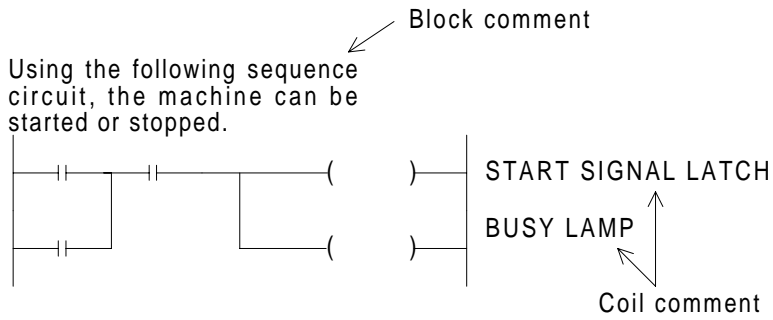 Block comment
Using the following sequence
circuit, the machine can be
started or stopped.
START SIGNAL LATCH
BUSY LAMP
Coil comment